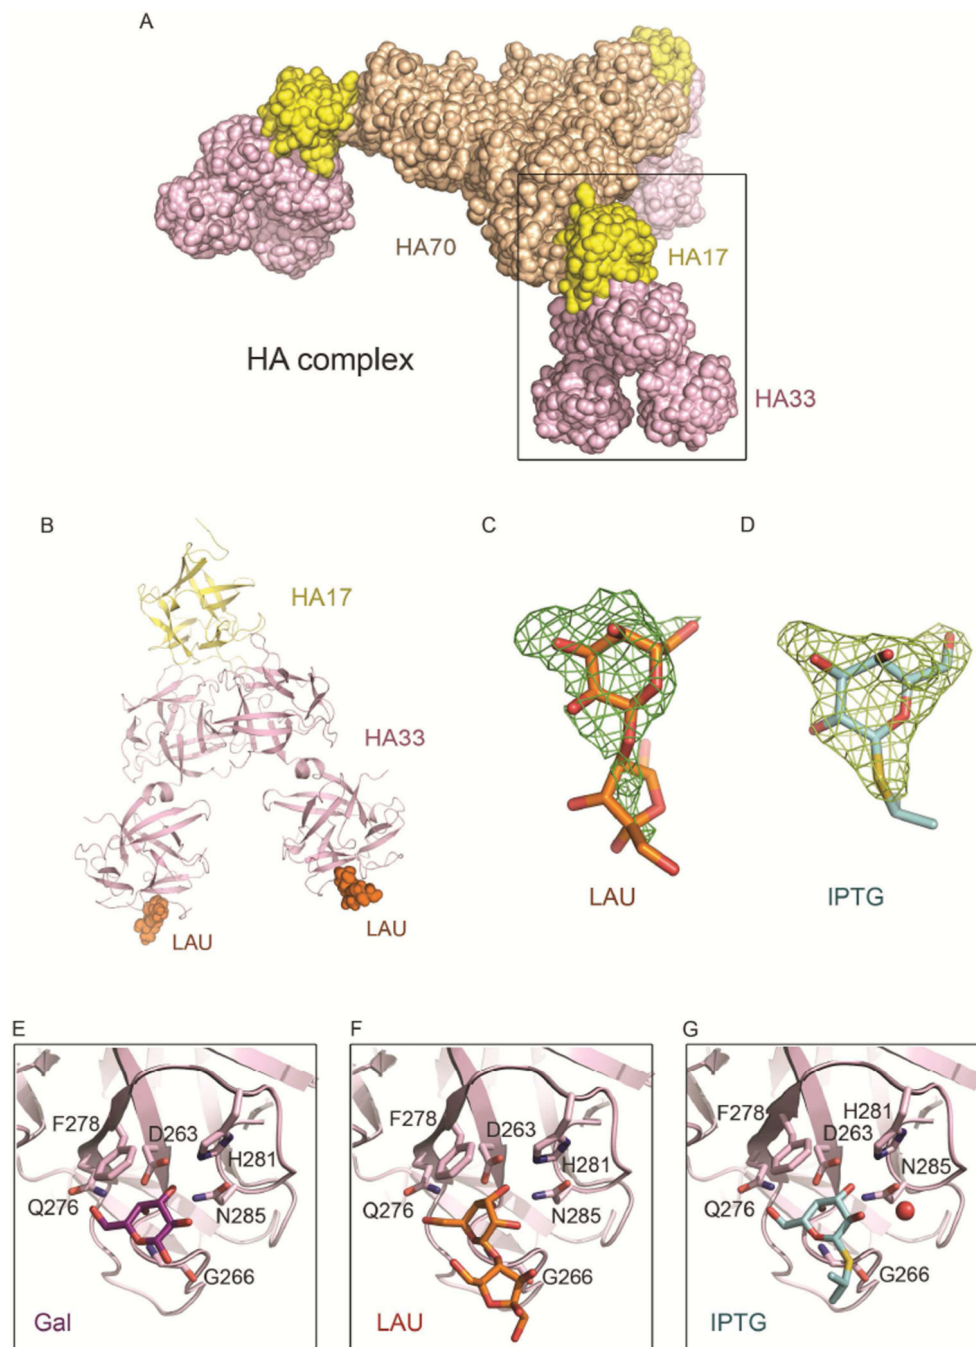 A
HA70
HA17
HA complex
HA33
B
HA17
HA33
LAU
LAU
C
LAU
D
IPTG
E
F278
D263
H281
Q276
N285
G266
Gal
F
F278
D263
H281
Q276
N285
G266
LAU
G
F278
H281
D263
N285
Q276
G266
IPTG